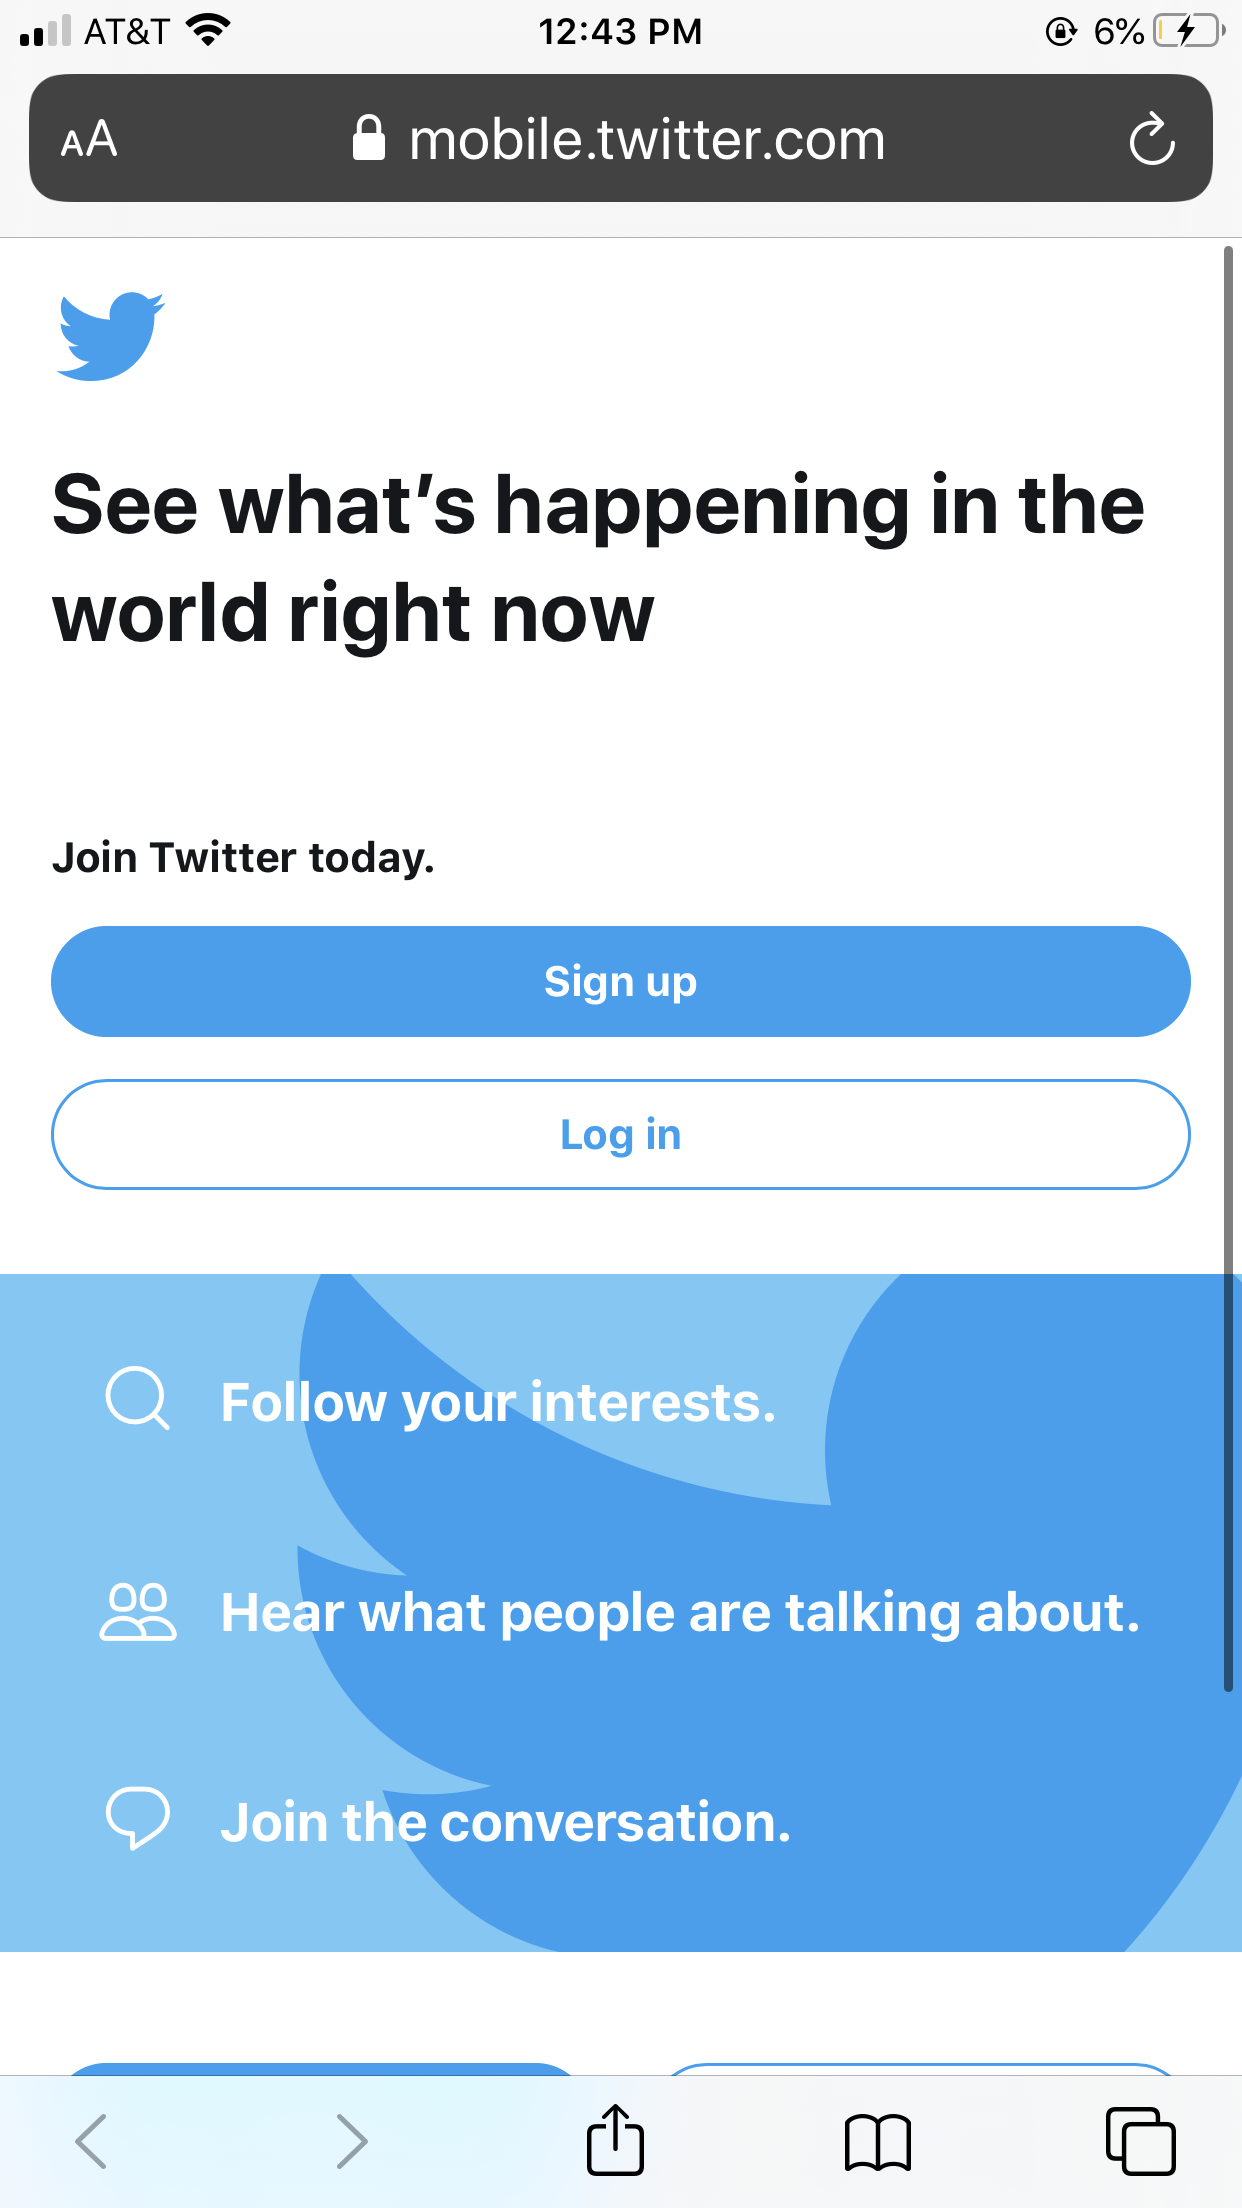 AT&T 12:43 PM 6%
AA mobile.twitter.com
See what’s happening in the
world right now
Join Twitter today.
Sign up
Log in
Follow your interests.
Hear what people are talking about.
Join the conversation.